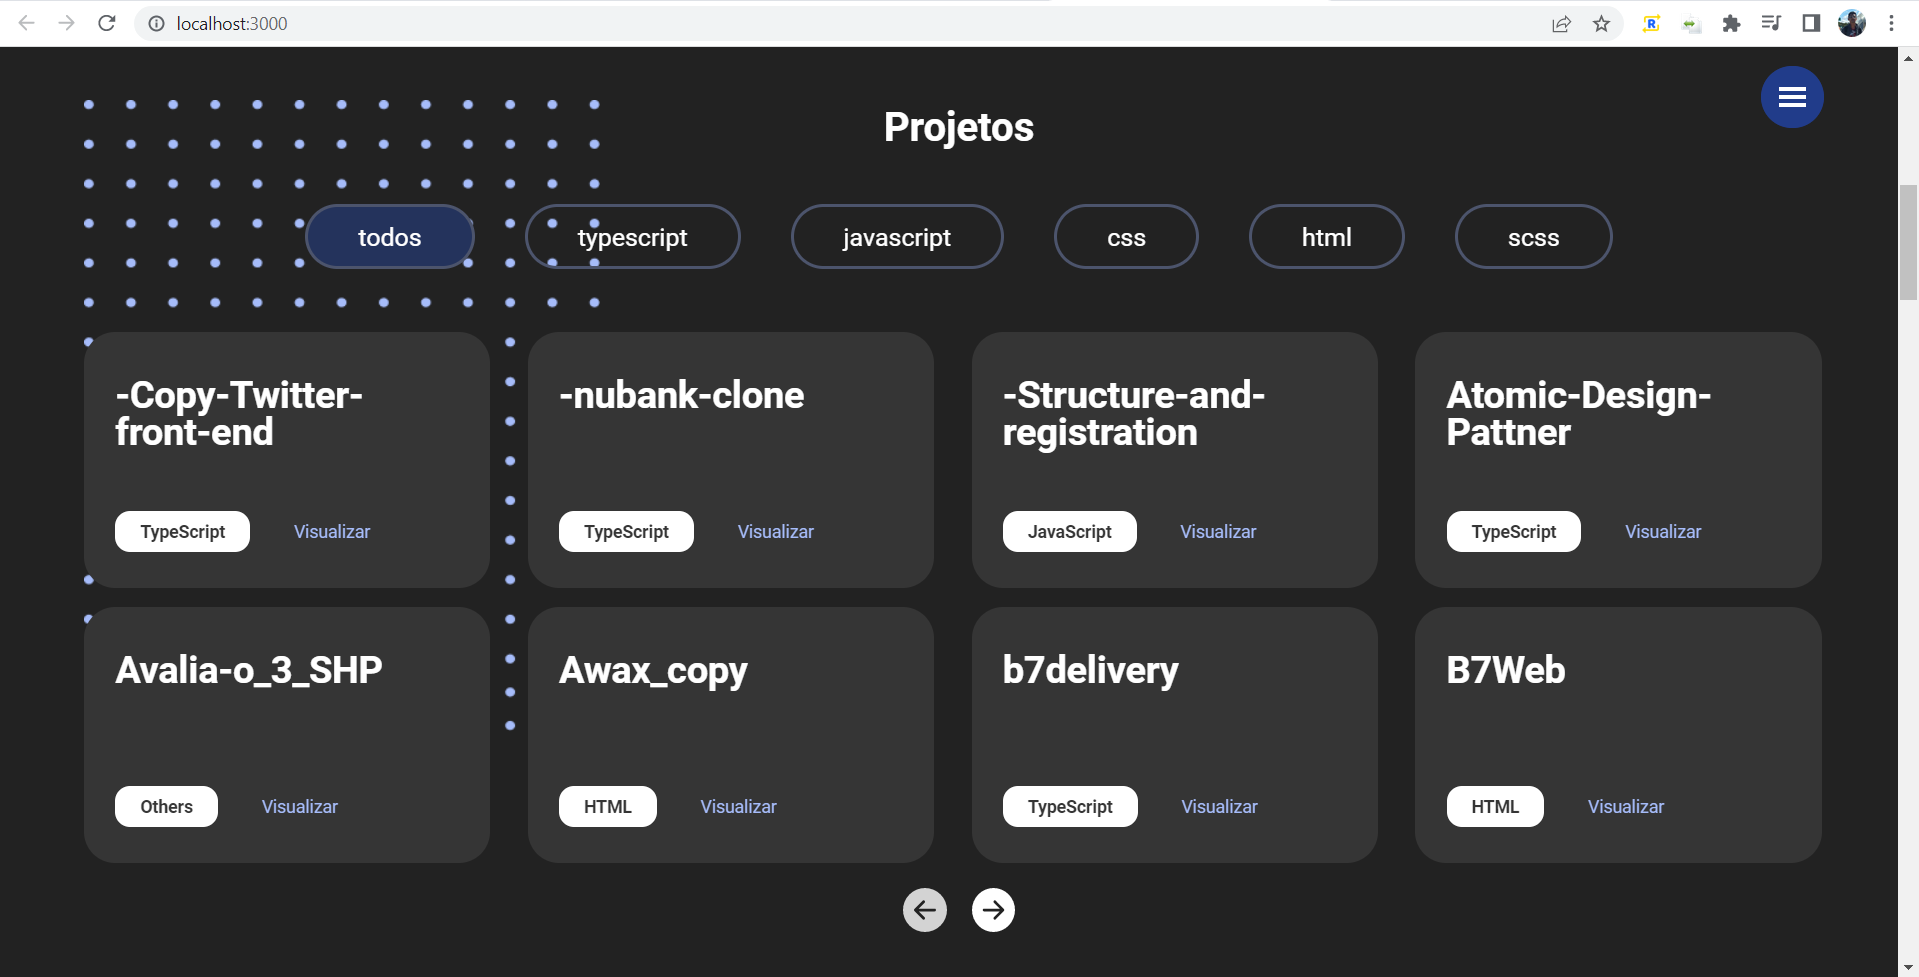 localhost:3000
Projetos
todos
typescript
javascript
css
html
scss
-Copy-Twitter-
front-end
TypeScript
Visualizar
-nubank-clone
TypeScript
Visualizar
-Structure-and-
registration
JavaScript
Visualizar
Atomic-Design-
Pattner
TypeScript
Visualizar
Avalia-o_3_SHP
Others
Visualizar
Awax_copy
HTML
Visualizar
b7delivery
TypeScript
Visualizar
B7Web
HTML
Visualizar